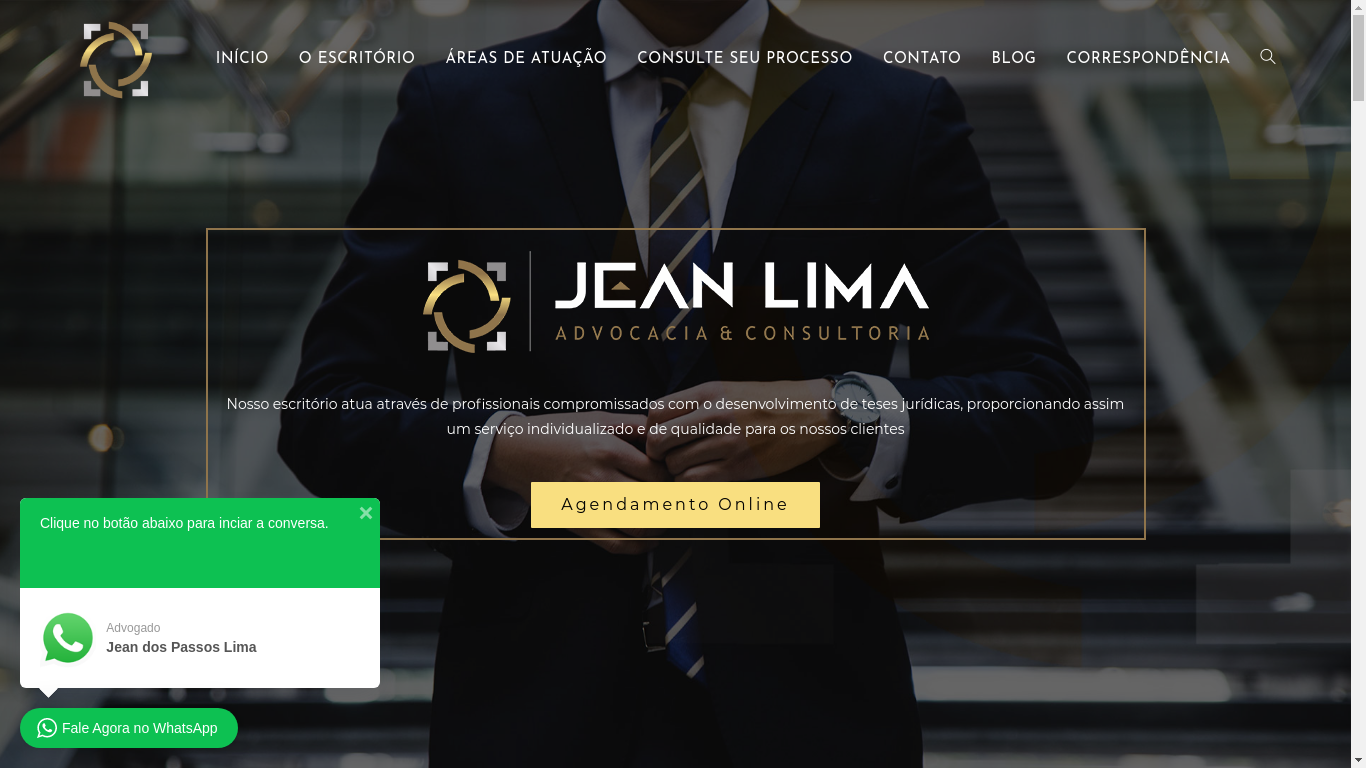 INÍCIO
O ESCRITÓRIO
ÁREAS DE ATUAÇÃO
CONSULTE SEU PROCESSO
CONTATO
BLOG
CORRESPONDÊNCIA
JEAN LIMA
ADVOCACIA & CONSULTORIA
Nosso escritório atua através de profissionais compromissados com o desenvolvimento de teses jurídicas, proporcionando assim
um serviço individualizado e de qualidade para os nossos clientes
Agendamento Online
Clique no botão abaixo para inciar a conversa.
Advogado
Jean dos Passos Lima
Fale Agora no WhatsApp